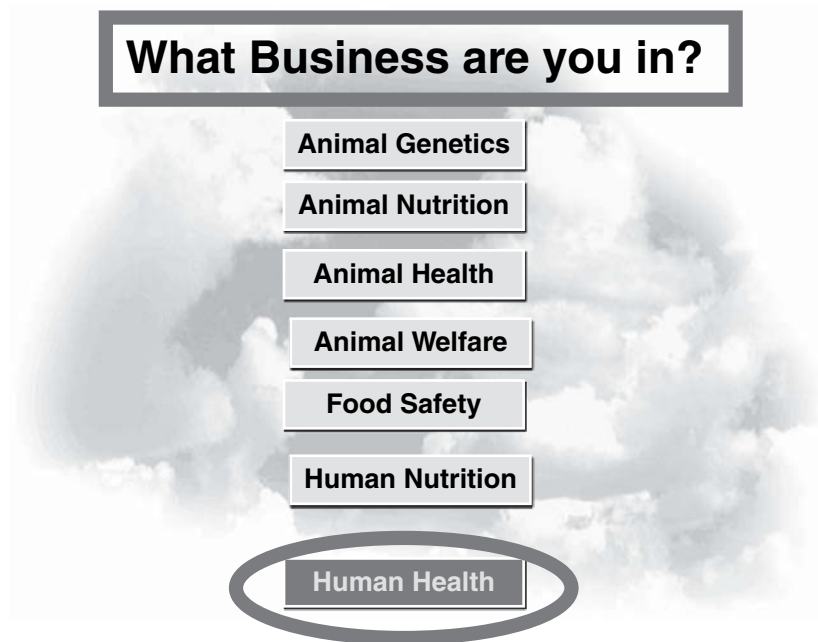 What Business are you in?
Animal Genetics
Animal Nutrition
Animal Health
Animal Welfare
Food Safety
Human Nutrition
Human Health